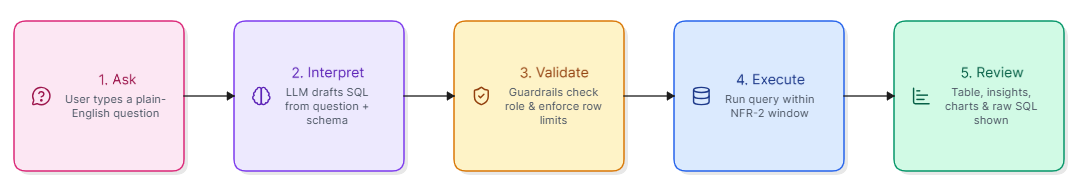 1. Ask
User types a plain-
English question
2. Interpret
LLM drafts SQL
from question +
schema
3. Validate
Guardrails check
role & enforce row
limits
4. Execute
Run query within
NFR-2 window
5. Review
Table, insights,
charts & raw SQL
shown